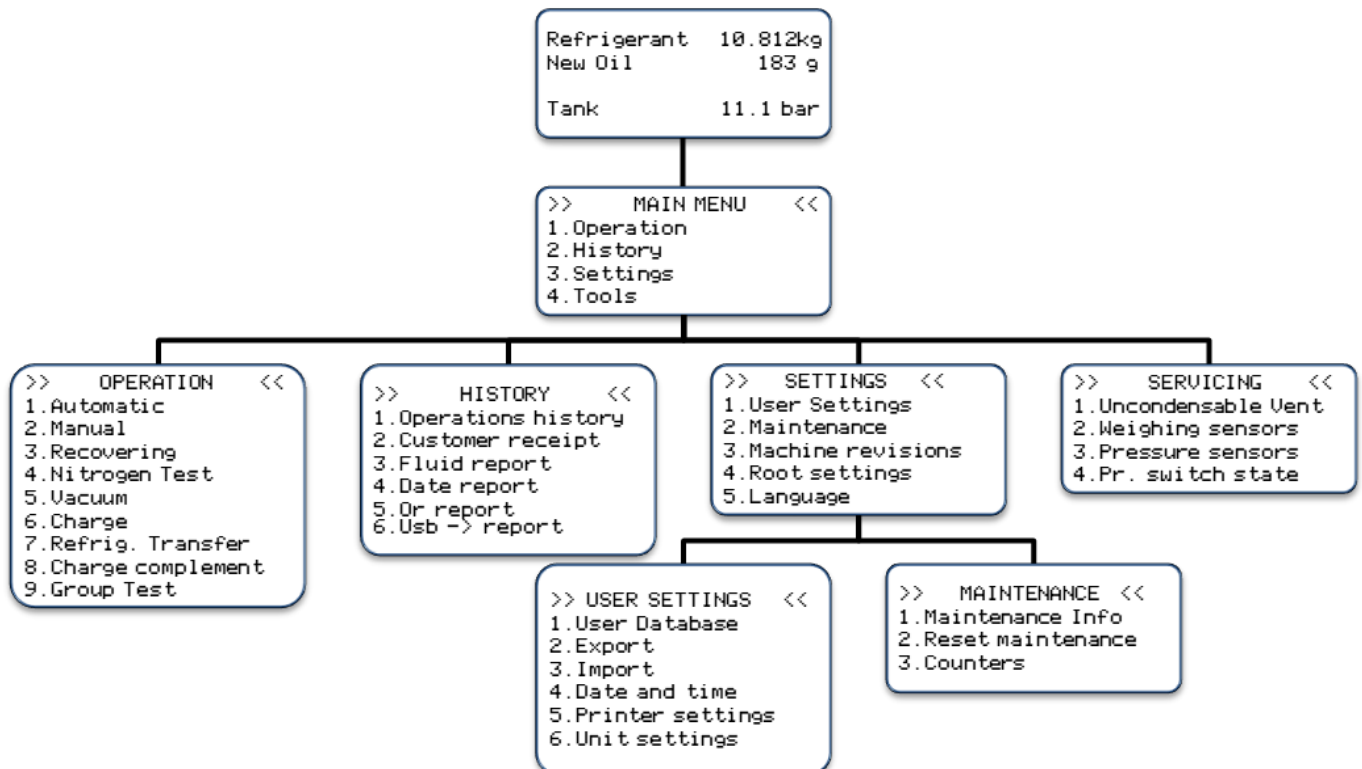 Refrigerant 10.812kg
New Oil 183 g
Tank 11.1 bar
>> MAIN MENU <<
1.Operation
2.History
3.Settings
4.Tools
>> OPERATION <<
1.Automatic
2.Manual
3.Recovering
4.Nitrogen Test
5.Vacuum
6.Charge
7.Refrig. Transfer
8.Charge complement
9.Group Test
>> HISTORY <<
1.Operations history
2.Customer receipt
3.Fluid report
4.Date report
5.Or report
6.Usb -> report
>> SETTINGS <<
1.User Settings
2.Maintenance
3.Machine revisions
4.Root settings
5.Language
>> SERVICING <<
1.Uncondensable Vent
2.Weighing sensors
3.Pressure sensors
4.Pr. switch state
>> USER SETTINGS <<
1.User Database
2.Export
3.Import
4.Date and time
5.Printer settings
6.Unit settings
>> MAINTENANCE <<
1.Maintenance Info
2.Reset maintenance
3.Counters